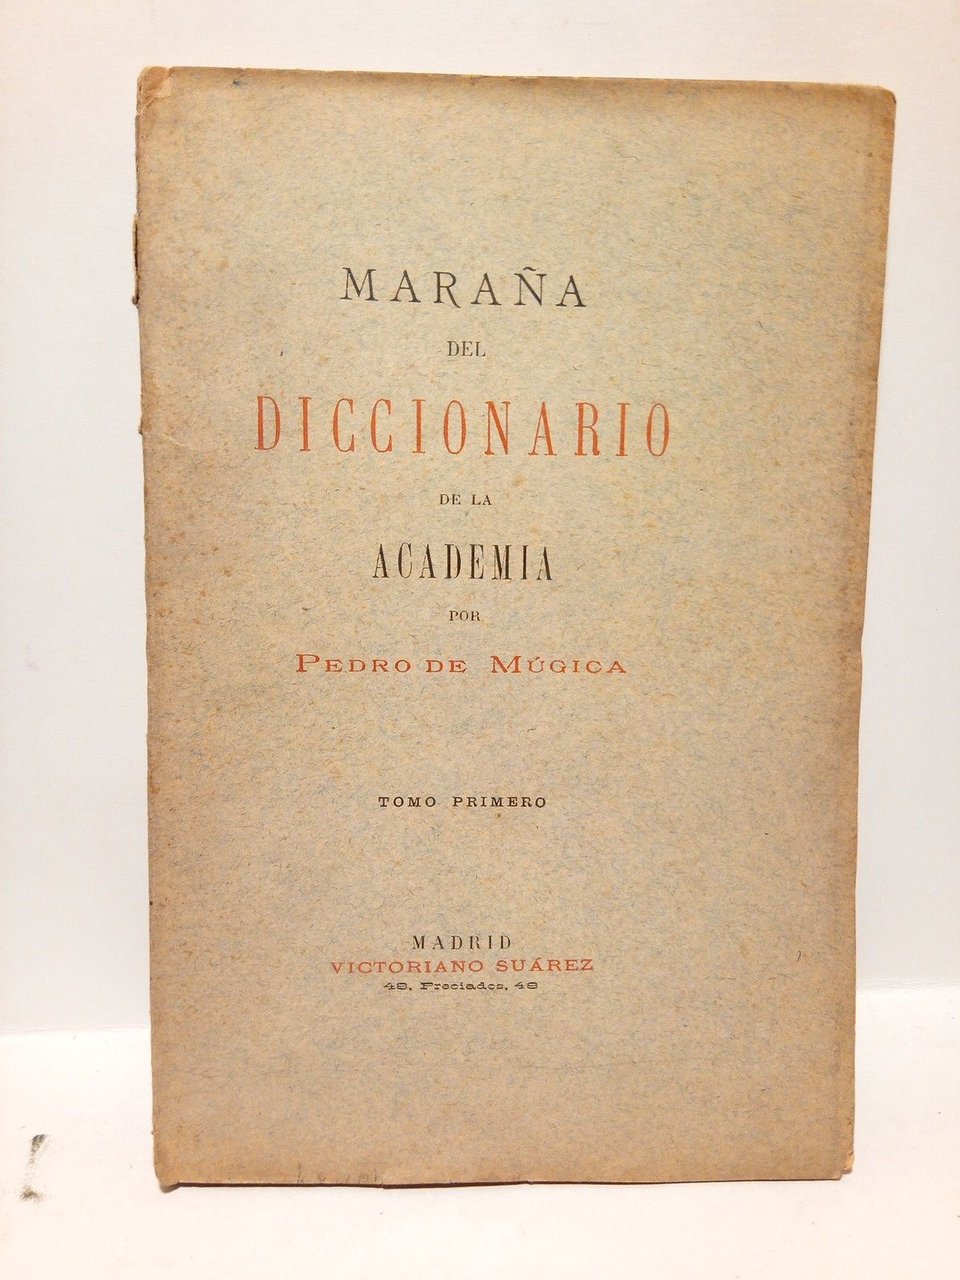 MARAÑA
DEL
DICCIONARIO
DE LA
ACADEMIA
POR
PEDRO DE MÚGICA
TOMO PRIMERO
MADRID
VICTORIANO SUÁREZ
48, Preciados, 48